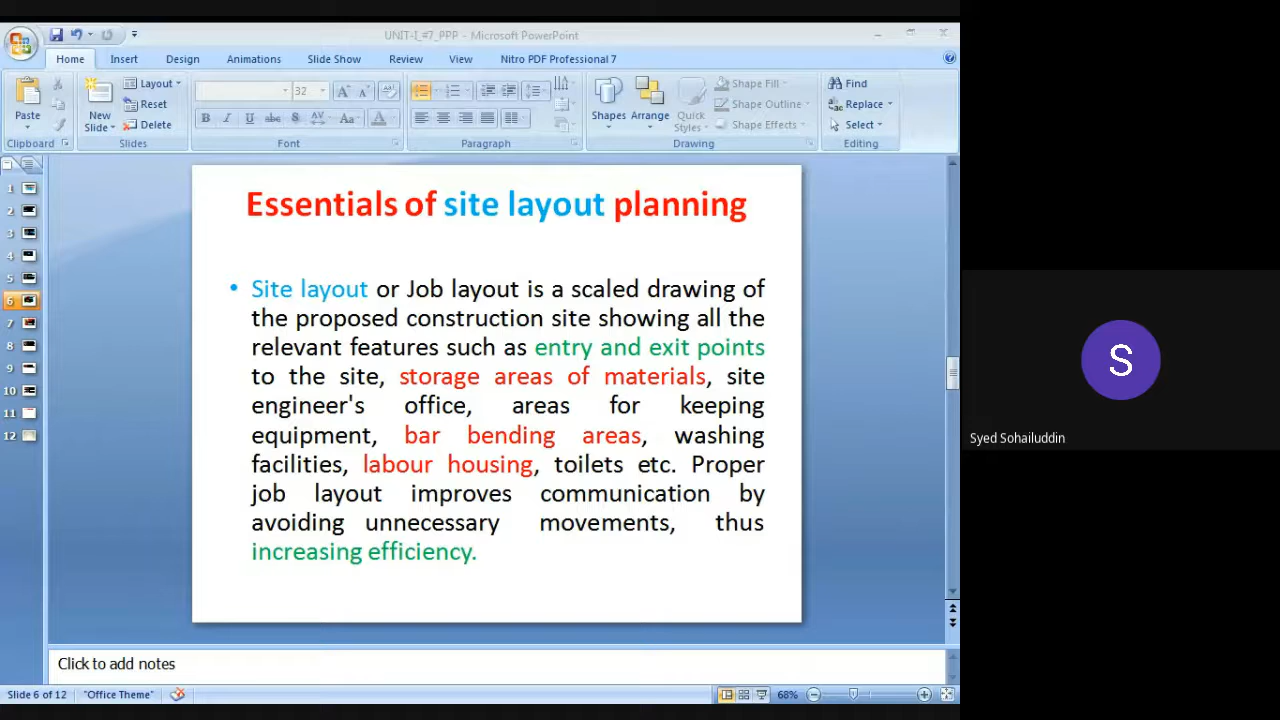 UNIT-I_#7_PPP - Microsoft PowerPoint
Home Insert Design Animations Slide Show Review View Nitro PDF Professional 7
Paste
Clipboard
New
Slide
Layout
Reset
Delete
Slides
32
B I U abc S AV Aa A
Font
Paragraph
Shapes
Arrange
Quick
Styles
Shape Fill
Shape Outline
Shape Effects
Drawing
Find
Replace
Select
Editing
1
2
3
4
5
6
7
8
9
10
11
12
Essentials of site layout planning
• Site layout or Job layout is a scaled drawing of
the proposed construction site showing all the
relevant features such as entry and exit points
to the site, storage areas of materials, site
engineer's office, areas for keeping
equipment, bar bending areas, washing
facilities, labour housing, toilets etc. Proper
job layout improves communication by
avoiding unnecessary movements, thus
increasing efficiency.
Click to add notes
Slide 6 of 12 "Office Theme" 68%
S
Syed Sohailuddin